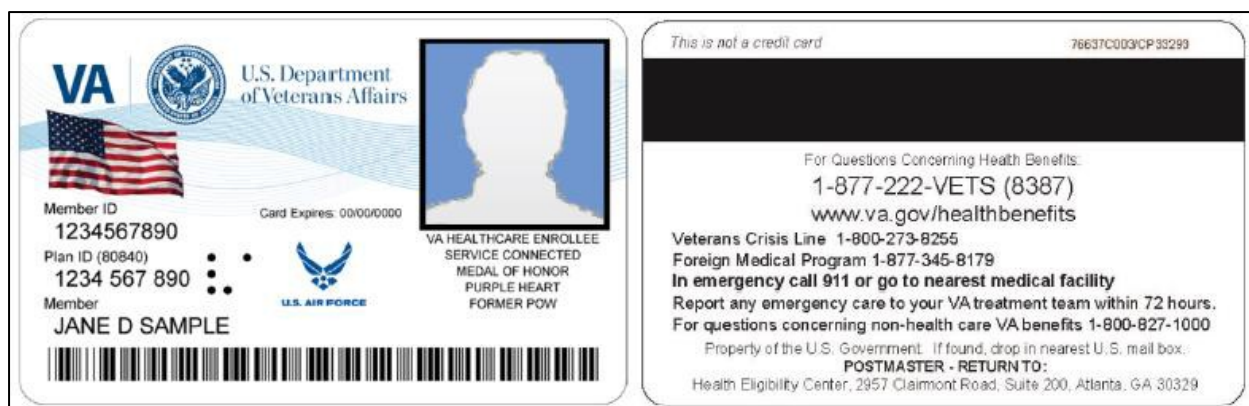 VA
U.S. Department
of Veterans Affairs
Member ID
1234567890
Card Expires: 00/00/0000
Plan ID (80840)
1234 567 890
U.S. AIR FORCE
Member
JANE D SAMPLE
VA HEALTHCARE ENROLLEE
SERVICE CONNECTED
MEDAL OF HONOR
PURPLE HEART
FORMER POW
This is not a credit card
76637C003/CP33293
For Questions Concerning Health Benefits:
1-877-222-VETS (8387)
www.va.gov/healthbenefits
Veterans Crisis Line 1-800-273-8255
Foreign Medical Program 1-877-345-8179
In emergency call 911 or go to nearest medical facility
Report any emergency care to your VA treatment team within 72 hours.
For questions concerning non-health care VA benefits 1-800-827-1000
Property of the U.S. Government. If found, drop in nearest U.S. mail box.
POSTMASTER - RETURN TO:
Health Eligibility Center, 2957 Clairmont Road, Suite 200, Atlanta, GA 30329